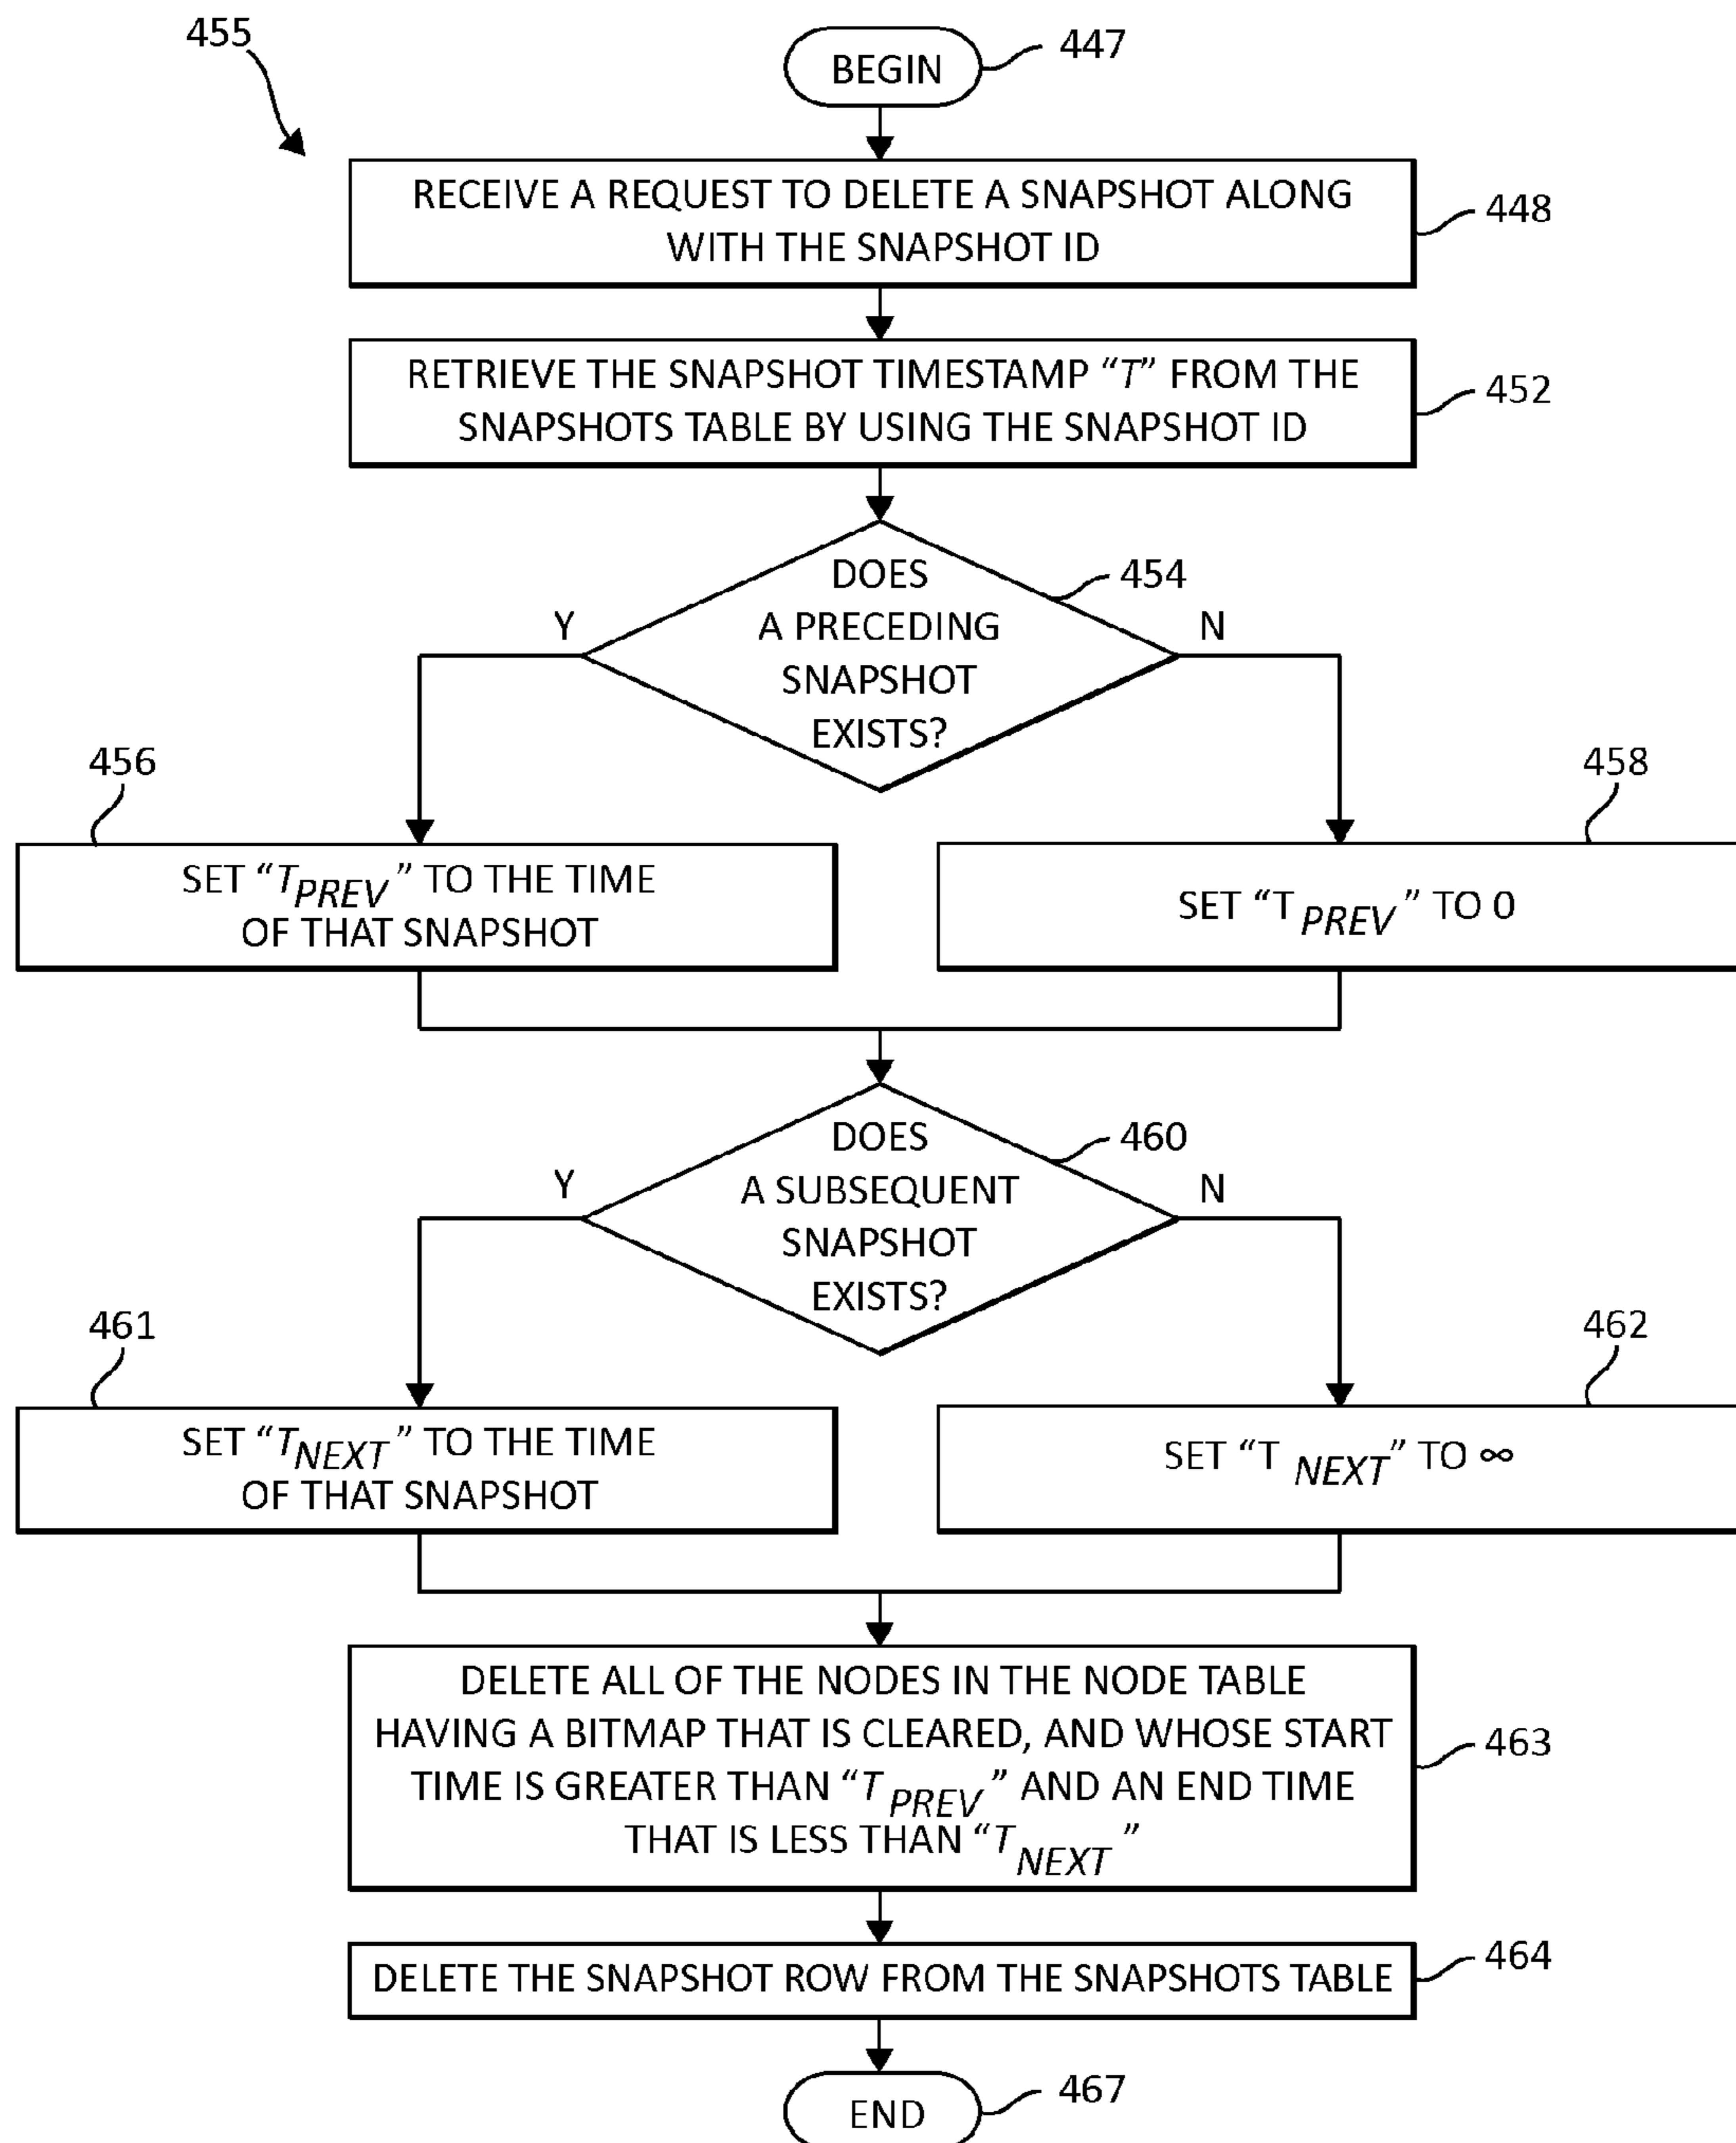 455
BEGIN
447
RECEIVE A REQUEST TO DELETE A SNAPSHOT ALONG
WITH THE SNAPSHOT ID
448
RETRIEVE THE SNAPSHOT TIMESTAMP “T” FROM THE
SNAPSHOTS TABLE BY USING THE SNAPSHOT ID
452
DOES
A PRECEDING
SNAPSHOT
EXISTS?
454
Y
N
456
SET “T PREV” TO THE TIME
OF THAT SNAPSHOT
458
SET “T PREV” TO 0
DOES
A SUBSEQUENT
SNAPSHOT
EXISTS?
460
Y
N
461
SET “T NEXT” TO THE TIME
OF THAT SNAPSHOT
462
SET “T NEXT” TO ∞
DELETE ALL OF THE NODES IN THE NODE TABLE
HAVING A BITMAP THAT IS CLEARED, AND WHOSE START
TIME IS GREATER THAN “T PREV” AND AN END TIME
THAT IS LESS THAN “T NEXT”
463
DELETE THE SNAPSHOT ROW FROM THE SNAPSHOTS TABLE
464
END
467